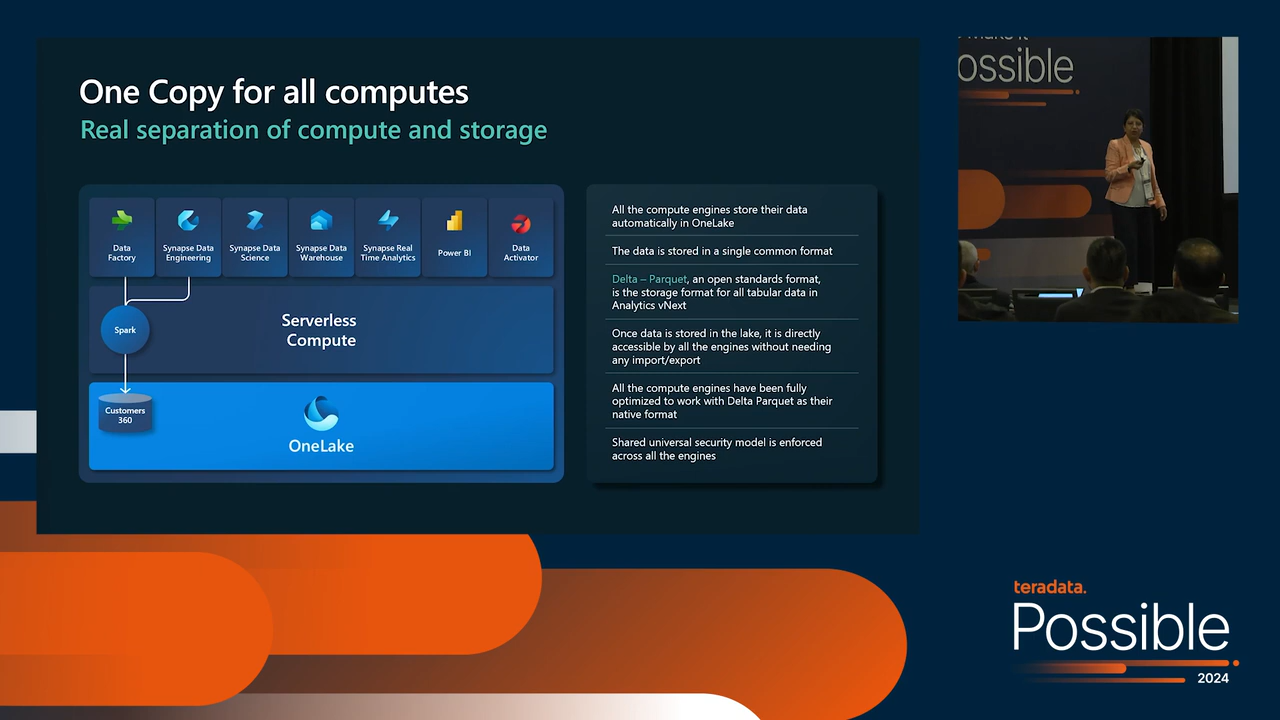 One Copy for all computes
Real separation of compute and storage
Data
Factory
Synapse Data
Engineering
Synapse Data
Science
Synapse Data
Warehouse
Synapse Real
Time Analytics
Power BI
Data
Activator
Spark
Serverless
Compute
Customers
360
OneLake
All the compute engines store their data
automatically in OneLake
The data is stored in a single common format
Delta – Parquet, an open standards format,
is the storage format for all tabular data in
Analytics vNext
Once data is stored in the lake, it is directly
accessible by all the engines without needing
any import/export
All the compute engines have been fully
optimized to work with Delta Parquet as their
native format
Shared universal security model is enforced
across all the engines
ossible
teradata.
Possible
2024